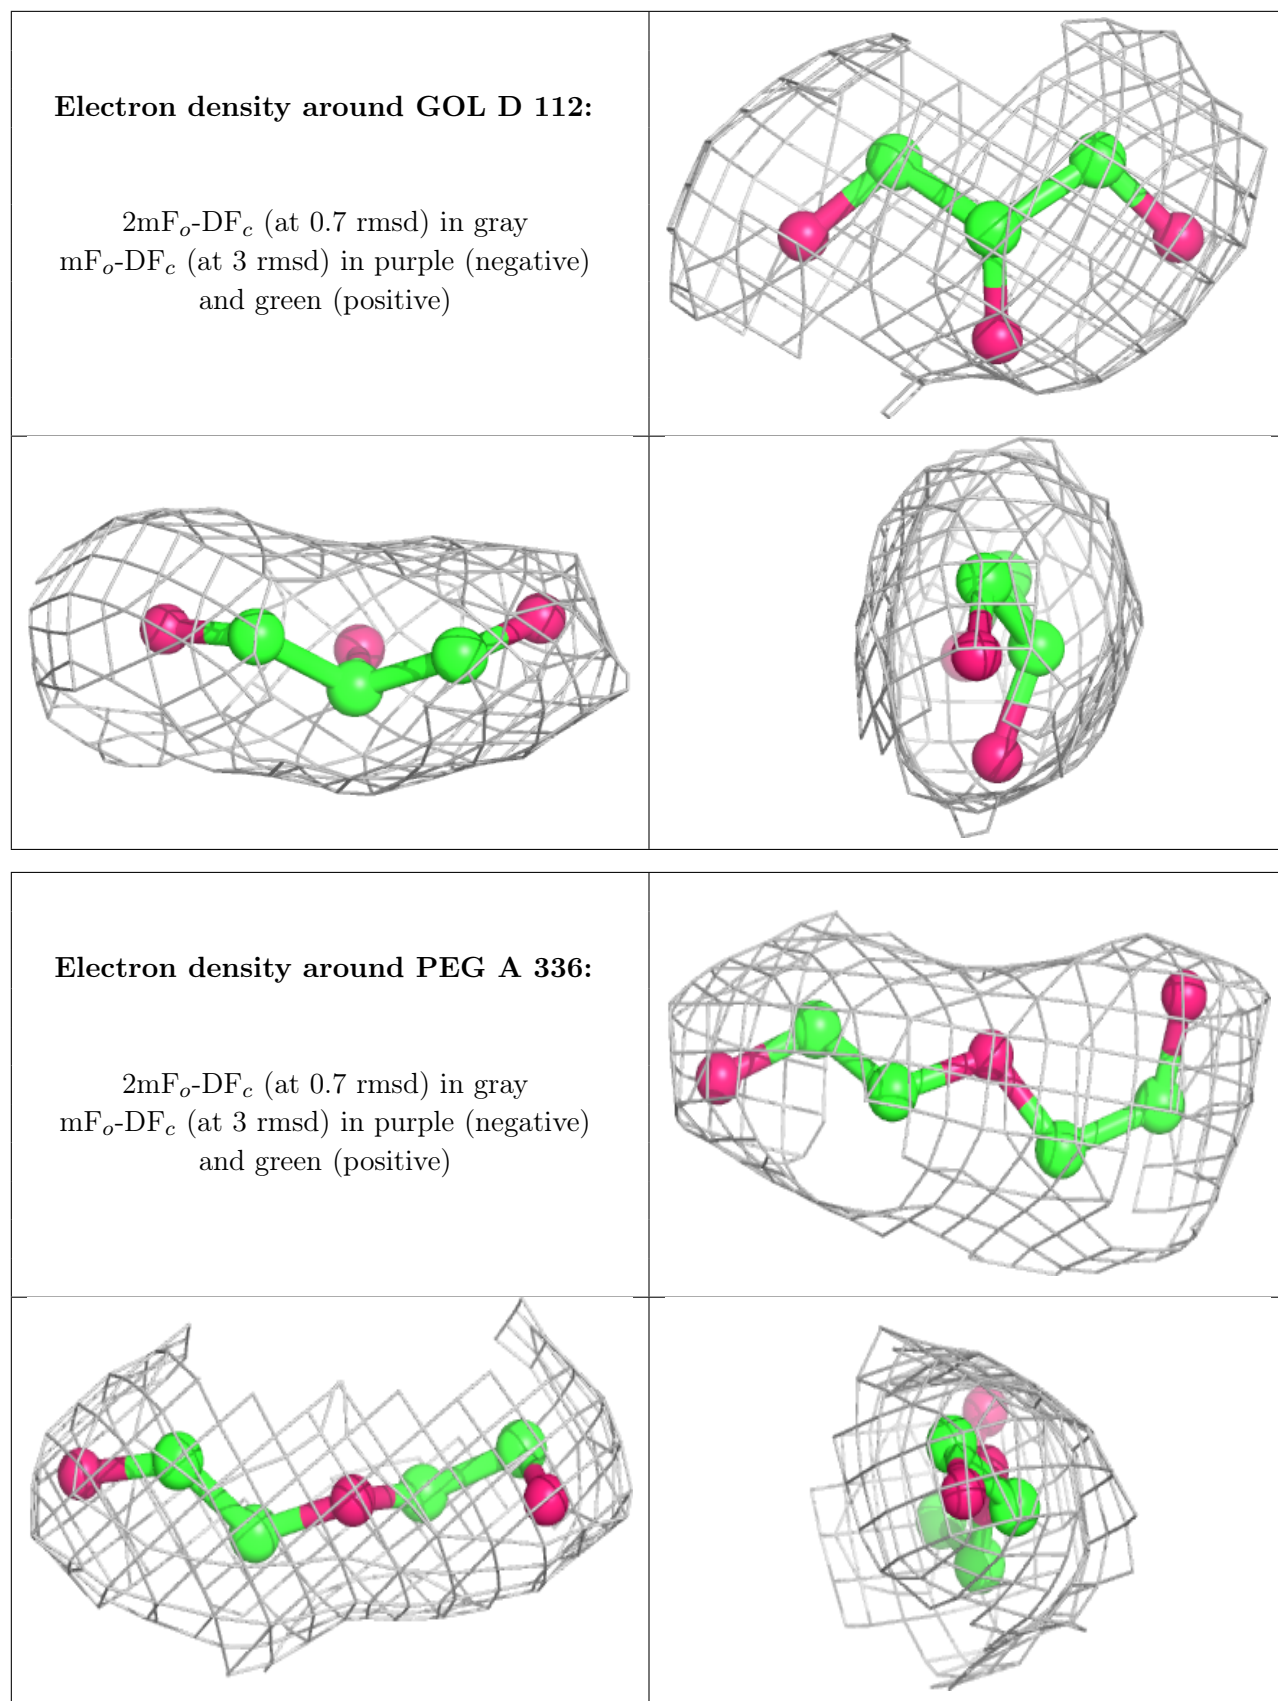 Electron density around GOL D 112:
2mFo-DFc (at 0.7 rmsd) in gray
mFo-DFc (at 3 rmsd) in purple (negative)
and green (positive)
Electron density around PEG A 336:
2mFo-DFc (at 0.7 rmsd) in gray
mFo-DFc (at 3 rmsd) in purple (negative)
and green (positive)